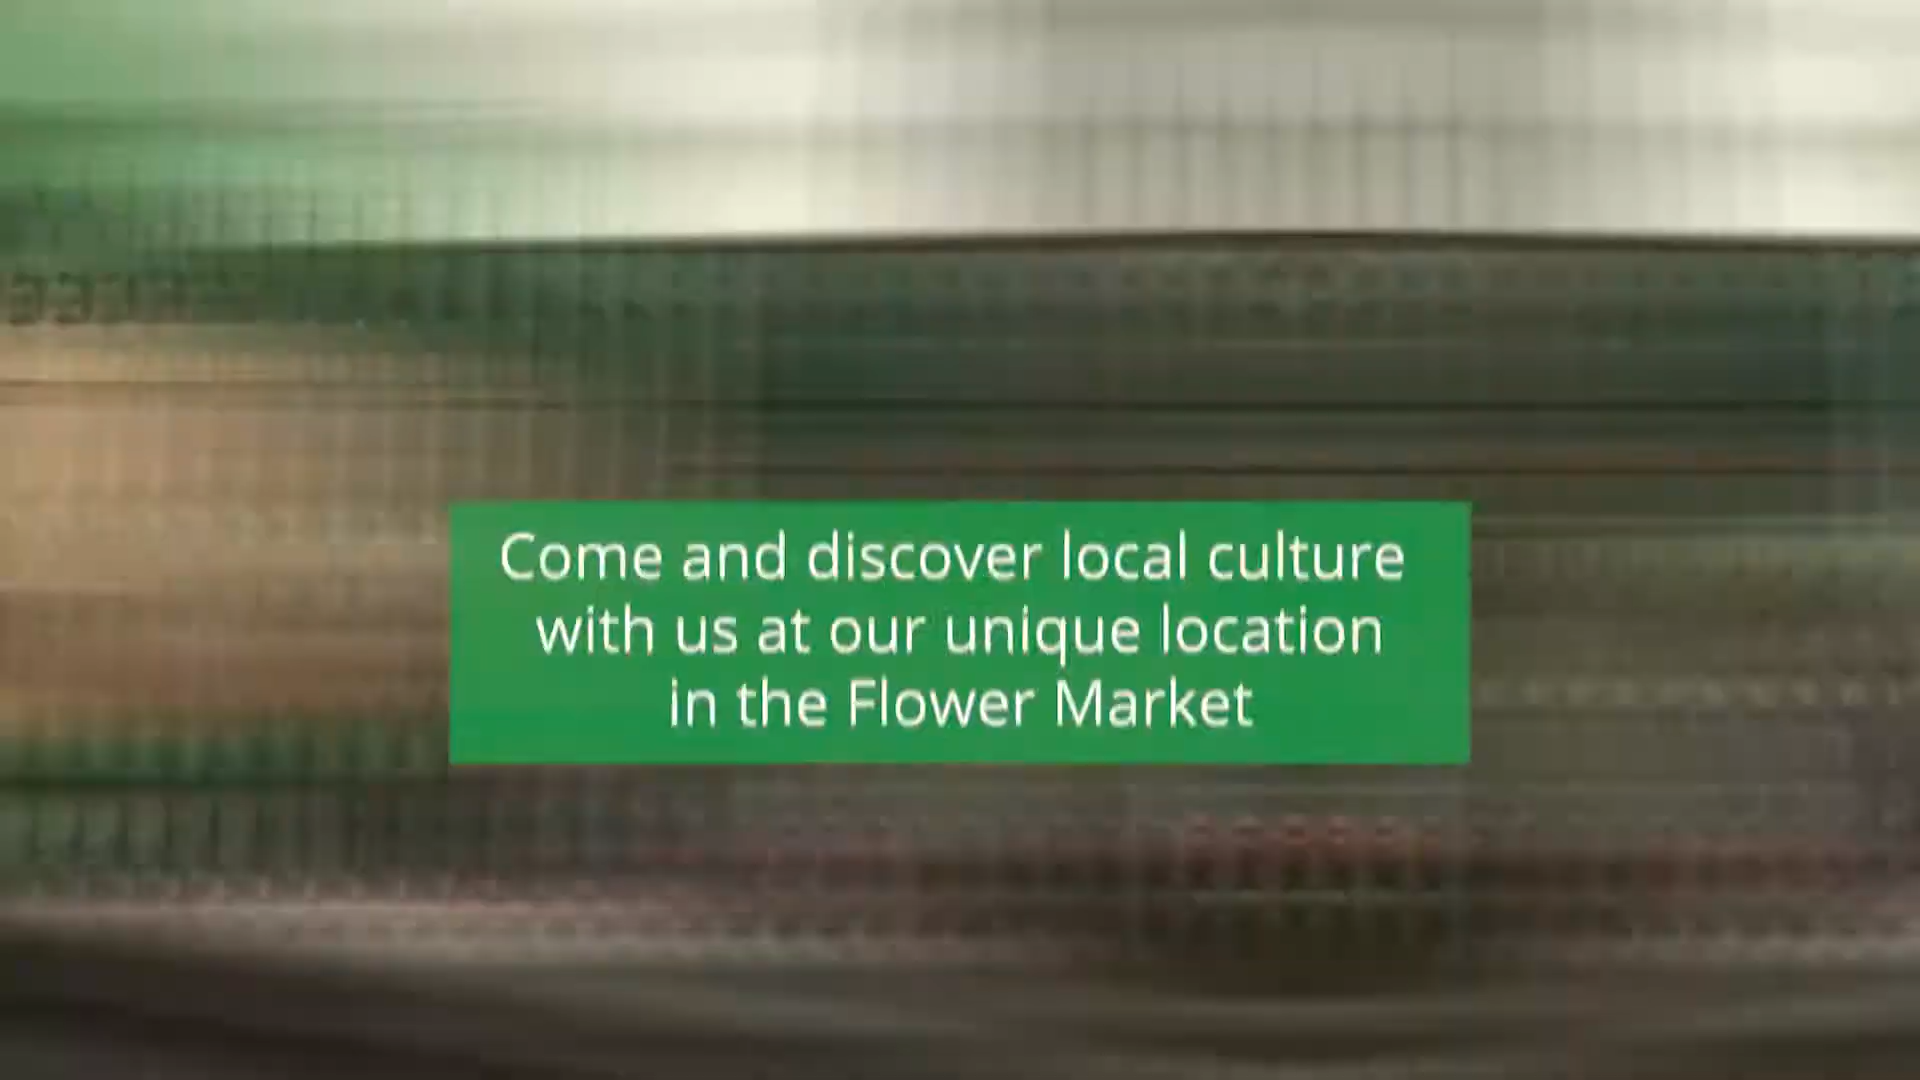 Come and discover local culture
with us at our unique location
in the Flower Market